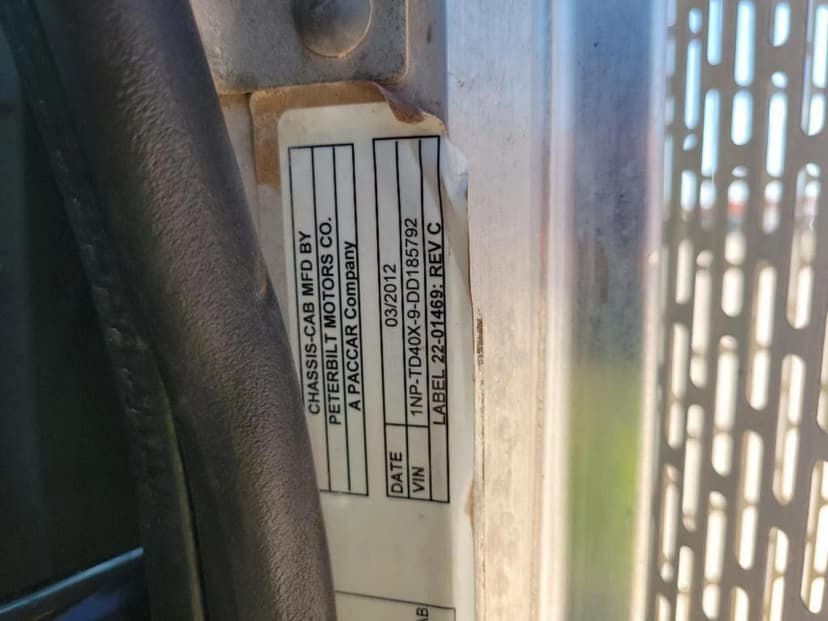 CHASSIS-CAB MFD BY
PETERBILT MOTORS CO.
A PACCAR Company
DATE 03/2012
VIN 1NP-TD40X-9-DD185792
LABEL 22-01469: REV C
AB